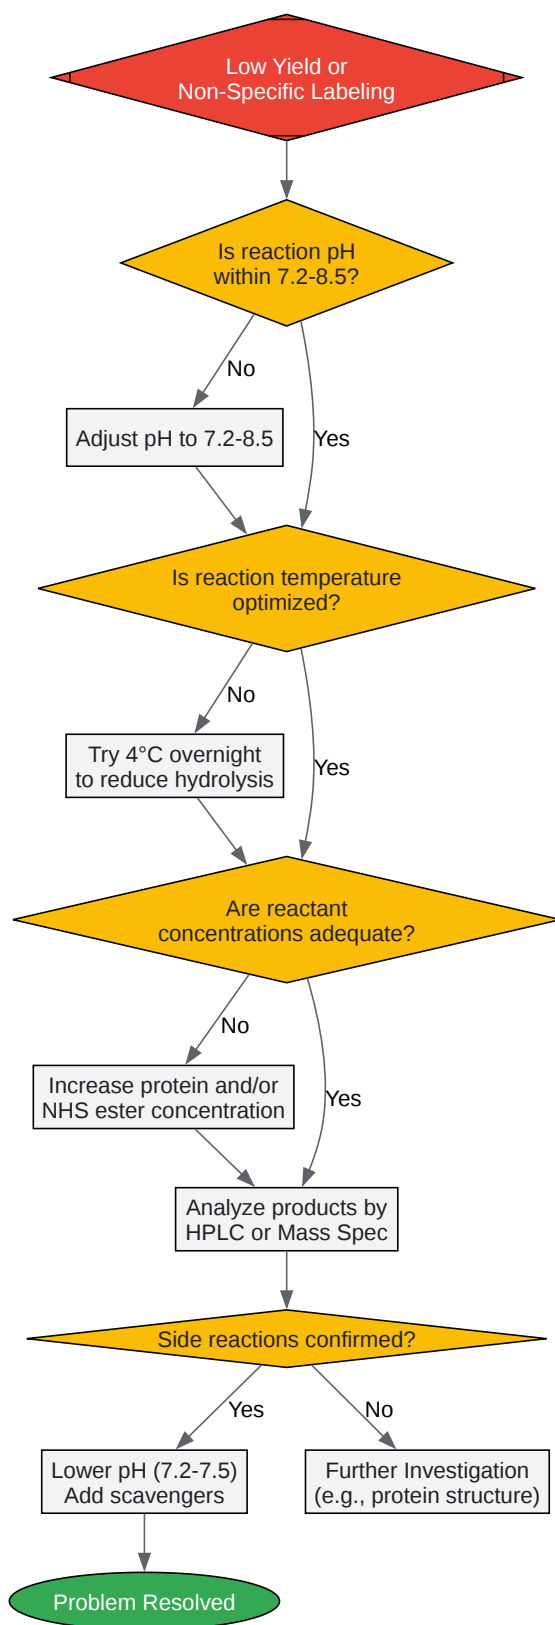 Low Yield or
Non-Specific Labeling
Is reaction pH
within 7.2-8.5?
No
Adjust pH to 7.2-8.5
Yes
Is reaction temperature
optimized?
No
Try 4°C overnight
to reduce hydrolysis
Yes
Are reactant
concentrations adequate?
No
Increase protein and/or
NHS ester concentration
Yes
Analyze products by
HPLC or Mass Spec
Side reactions confirmed?
Yes
No
Lower pH (7.2-7.5)
Add scavengers
Further Investigation
(e.g., protein structure)
Problem Resolved